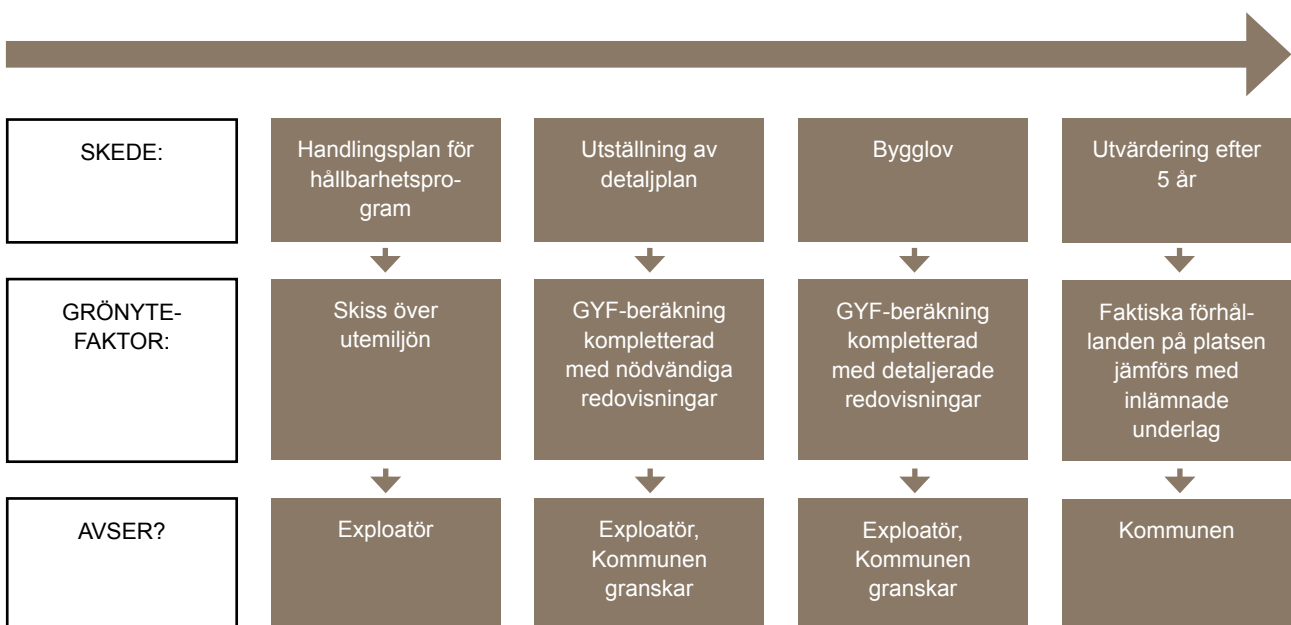 SKEDE:
Handlingsplan för
hållbarhetspro-
gram
Utställning av
detaljplan
Bygglov
Utvärdering efter
5 år
GRÖNYTE-
FAKTOR:
Skiss över
utemiljön
GYF-beräkning
kompletterad
med nödvändiga
redovisningar
GYF-beräkning
kompletterad
med detaljerade
redovisningar
Faktiska förhål-
landen på platsen
jämförs med
inlämnade
underlag
AVSER?
Exploatör
Exploatör,
Kommunen
granskar
Exploatör,
Kommunen
granskar
Kommunen